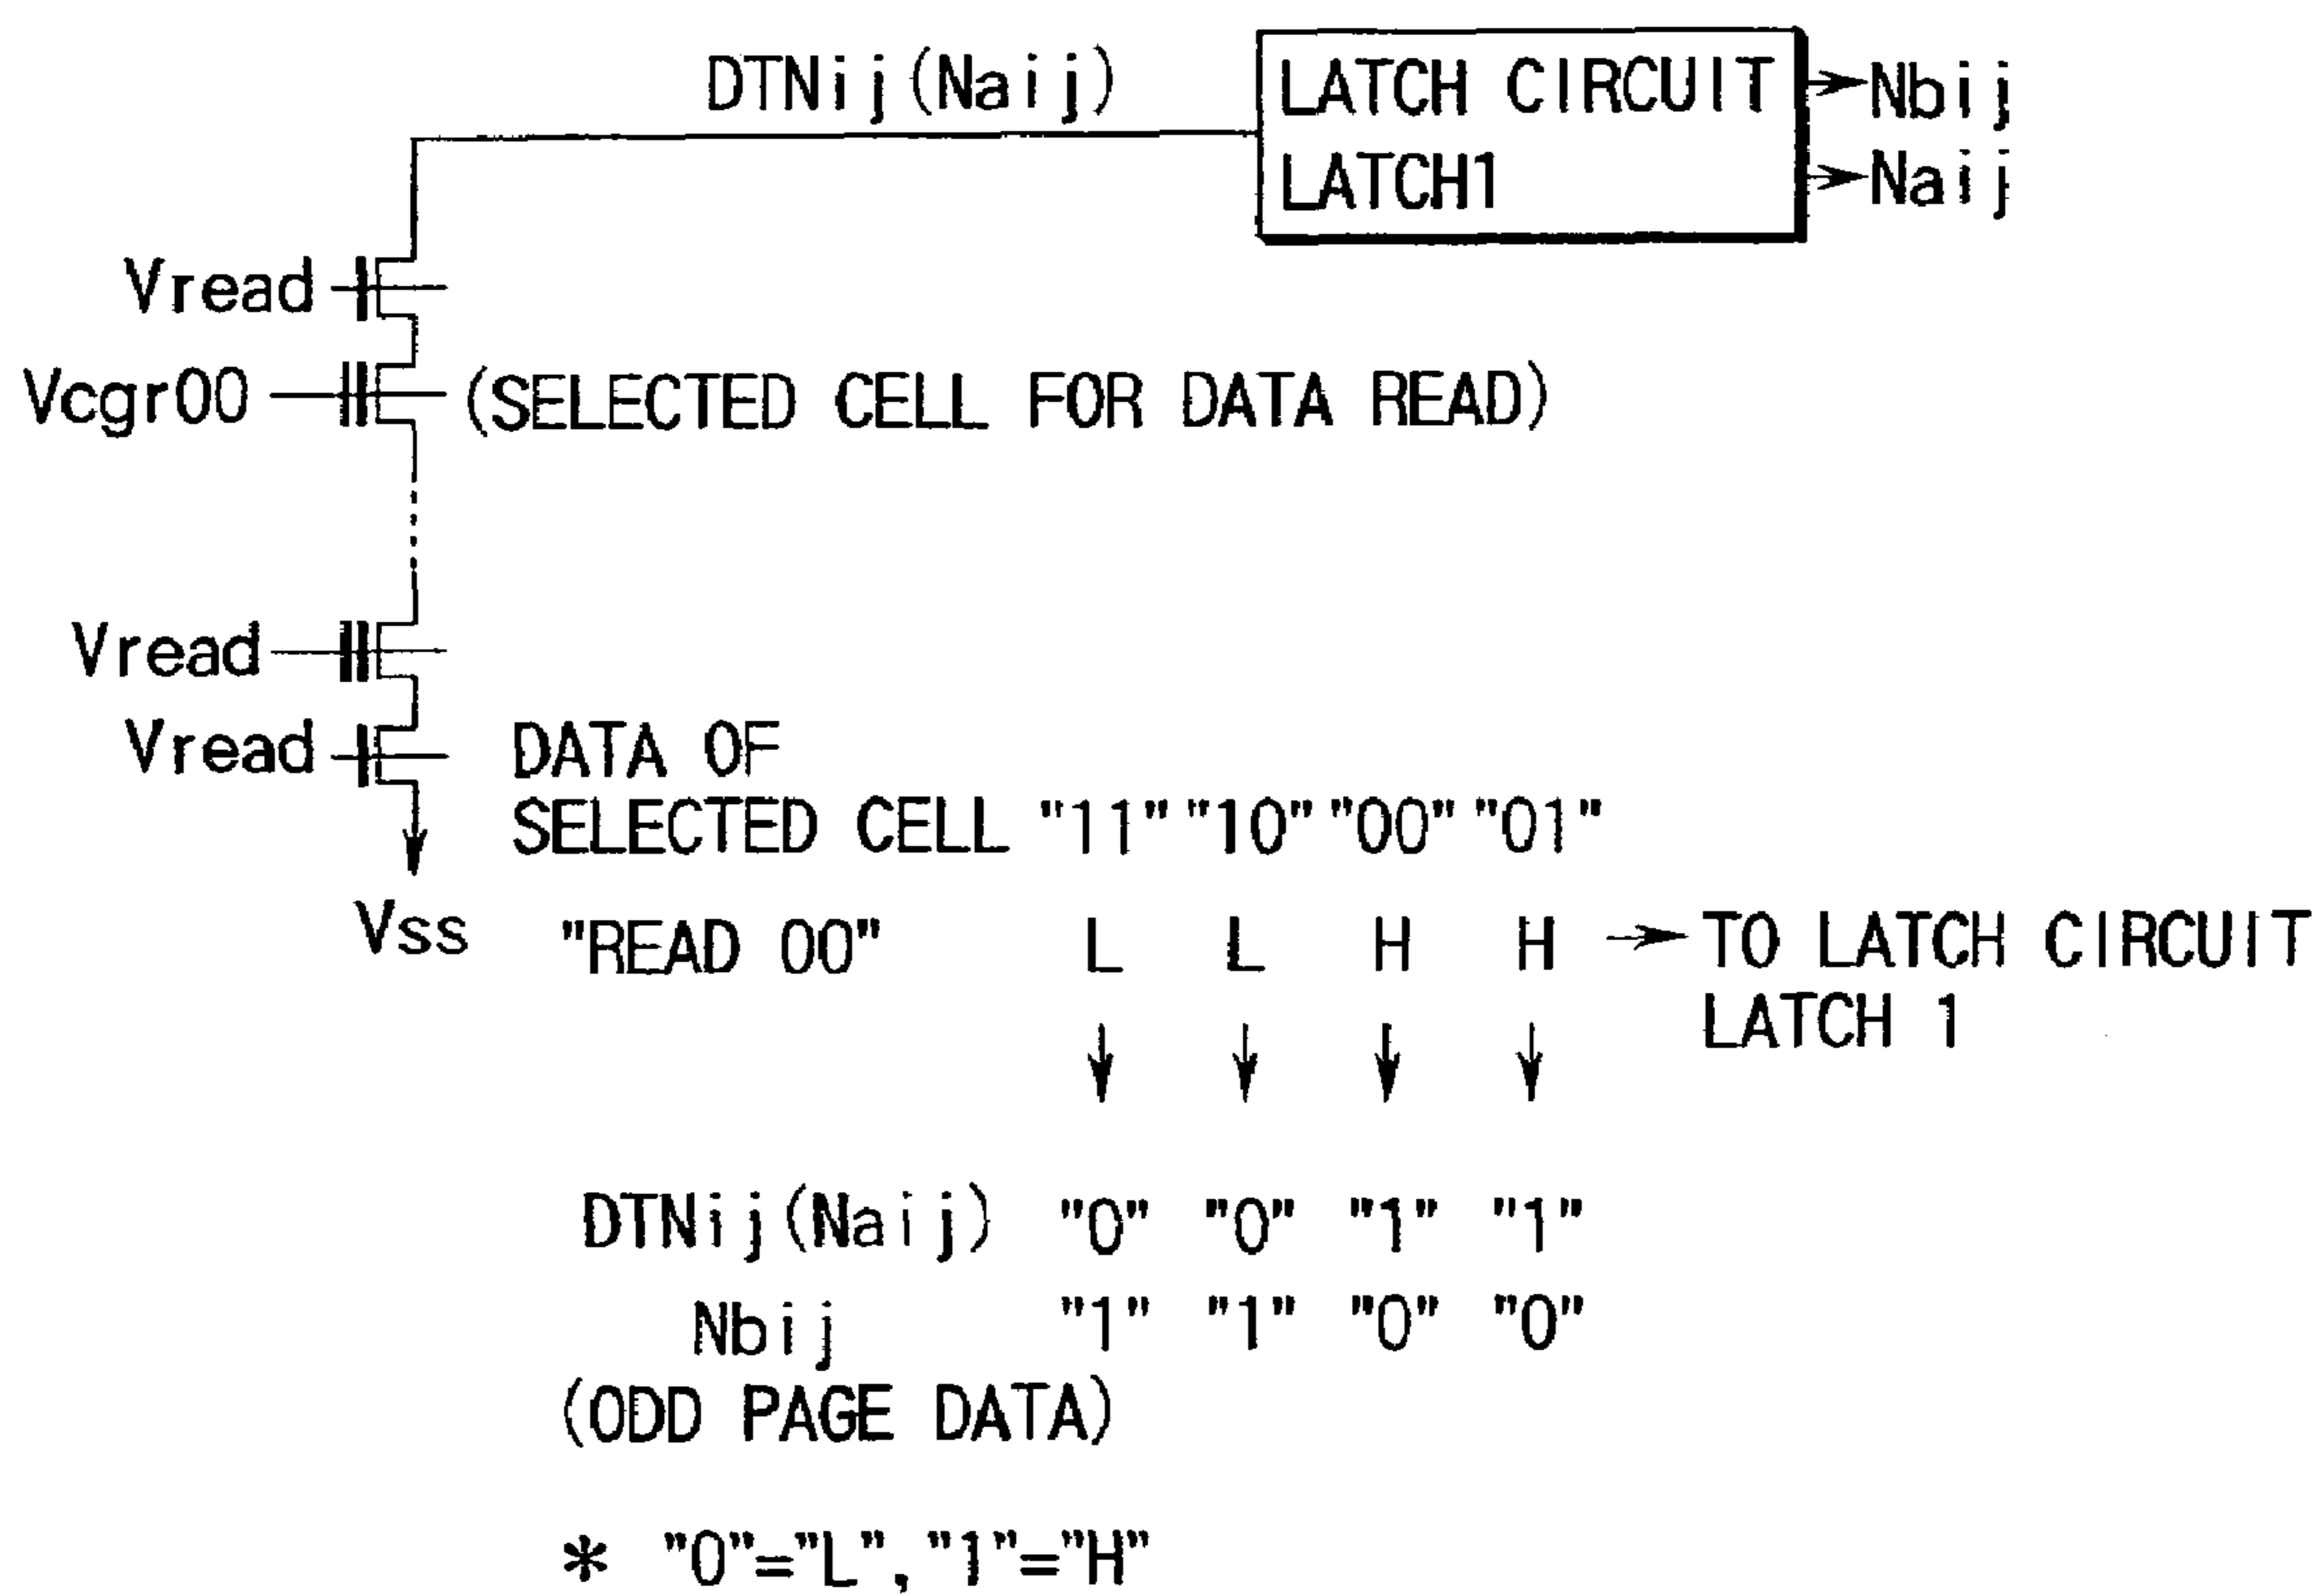 DTNij(Naij)
LATCH CIRCUIT
LATCH1
Nbij
Naij
Vread
Vcgr00
(SELECTED CELL FOR DATA READ)
Vread
Vread
Vss
DATA OF
SELECTED CELL "11" "10" "00" "01"
"READ 00" L L H H TO LATCH CIRCUIT
LATCH 1
DTNij(Naij) "0" "0" "1" "1"
Nbij "1" "1" "0" "0"
(ODD PAGE DATA)
* "0"="L", "1"="H"